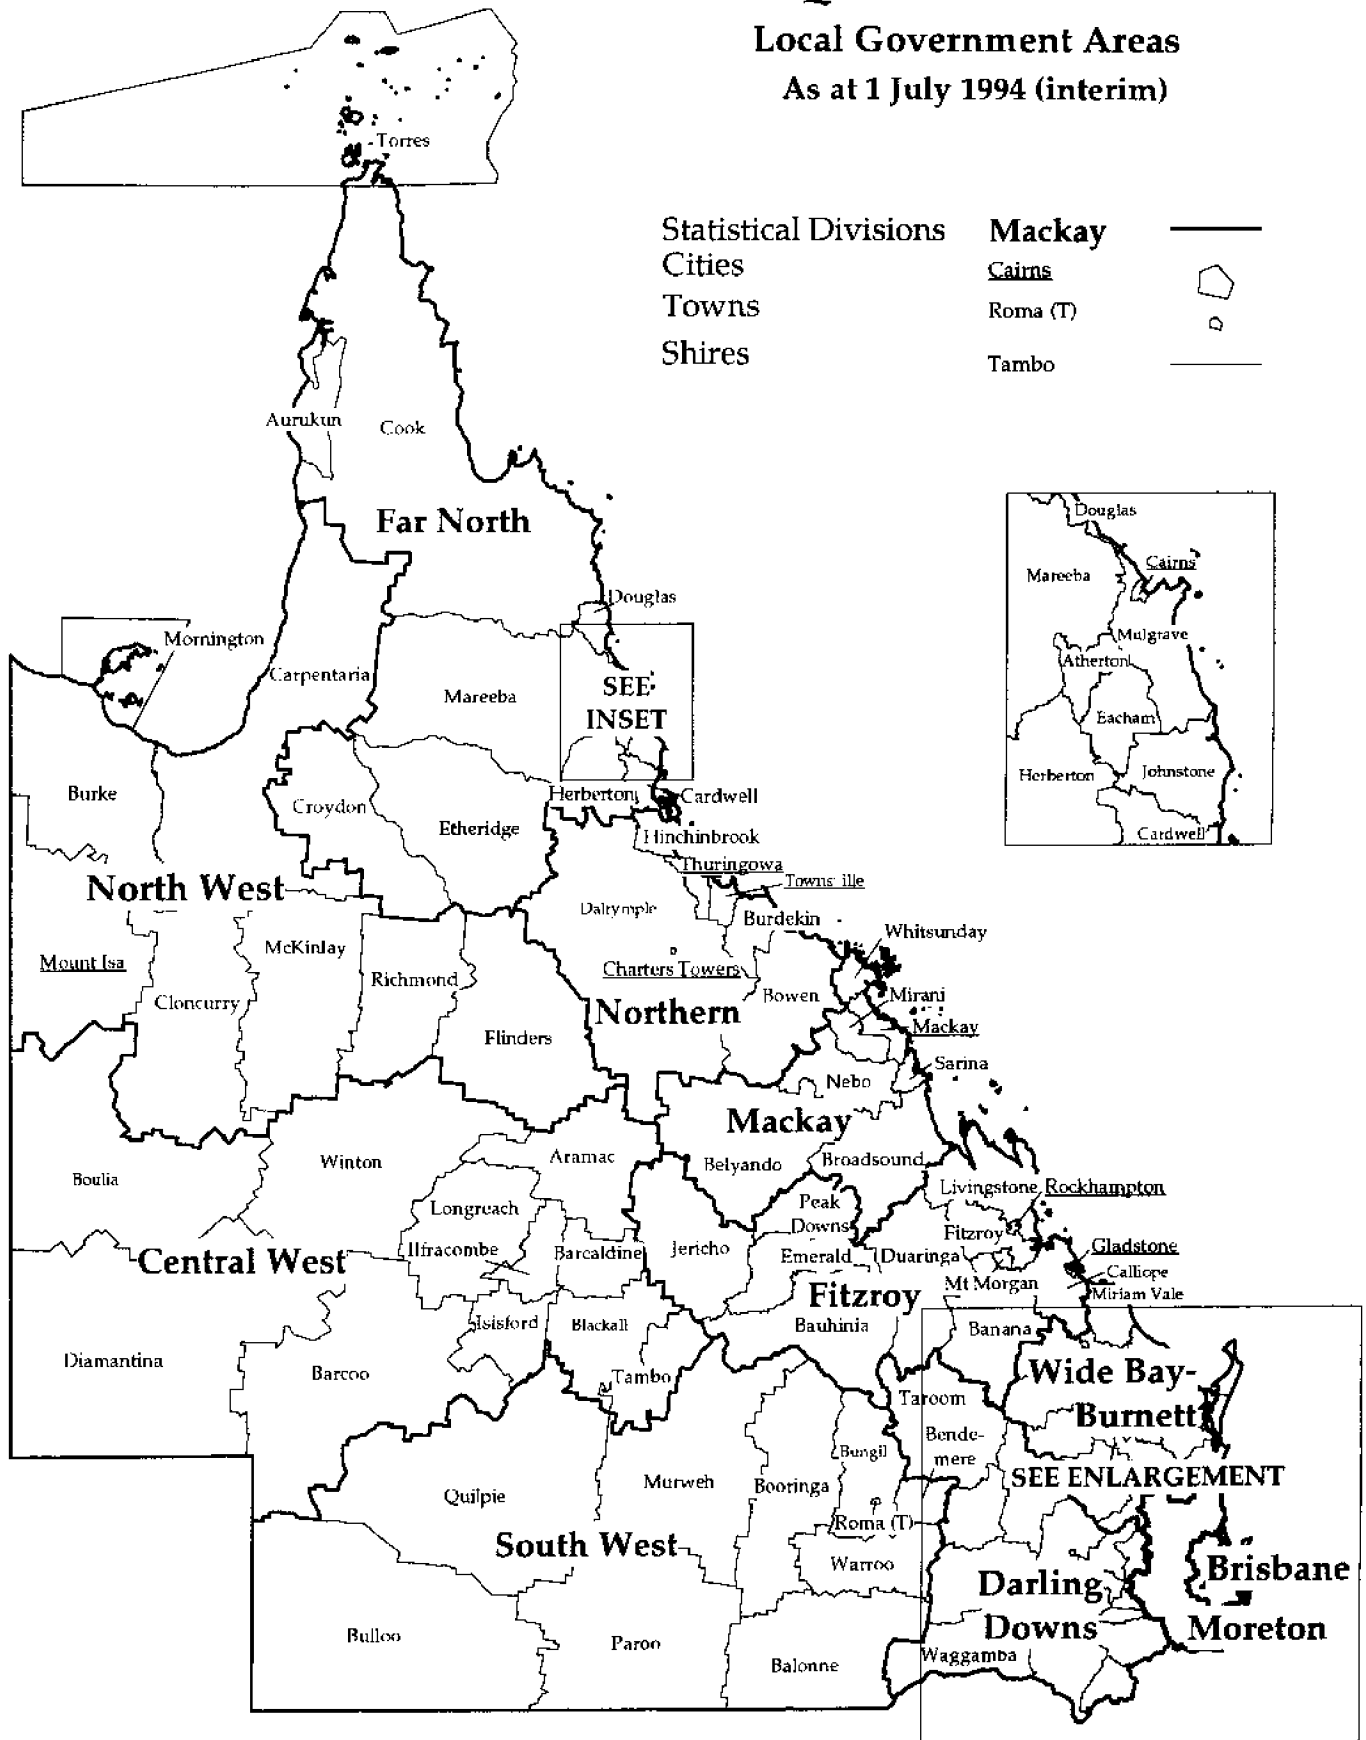 Local Government Areas
As at 1 July 1994 (interim)
Torres
Statistical Divisions Mackay
Cities Cairns
Towns Roma (T)
Shires Tambo
Aurukun
Cook
Far North
Douglas
Mornington
Carpentaria
Mareeba
SEE
INSET
Douglas
Cairns
Mareeba
Mulgrave
Atherton
Eacham
Herberton
Johnstone
Cardwell
Burke
Croydon
Etheridge
Herberton
Cardwell
Hinchinbrook
Thuringowa
Towns ille
North West
Dalrymple
Burdekin
Whitsunday
McKinlay
Mount Isa
Cloncurry
Richmond
Charters Towers
Bowen
Mirani
Northern
Mackay
Flinders
Sarina
Nebo
Mackay
Winton
Aramac
Belyando
Broadsound
Boulia
Longreach
Peak
Downs
Livingstone
Rockhampton
Ilfracombe
Barcaldine
Jericho
Emerald
Duaringa
Fitzroy
Gladstone
Central West
Mt Morgan
Calliope
Miriam Vale
Fitzroy
Isisford
Blackall
Bauhinia
Banana
Diamantina
Barcoo
Tambo
Wide Bay-
Burnett
Taroom
Bende-
mere
Bungil
SEE ENLARGEMENT
Quilpie
Murweh
Booringa
Roma (T)
South West
Warroo
Brisbane
Darling
Downs
Moreton
Bulloo
Paroo
Balonne
Waggamba